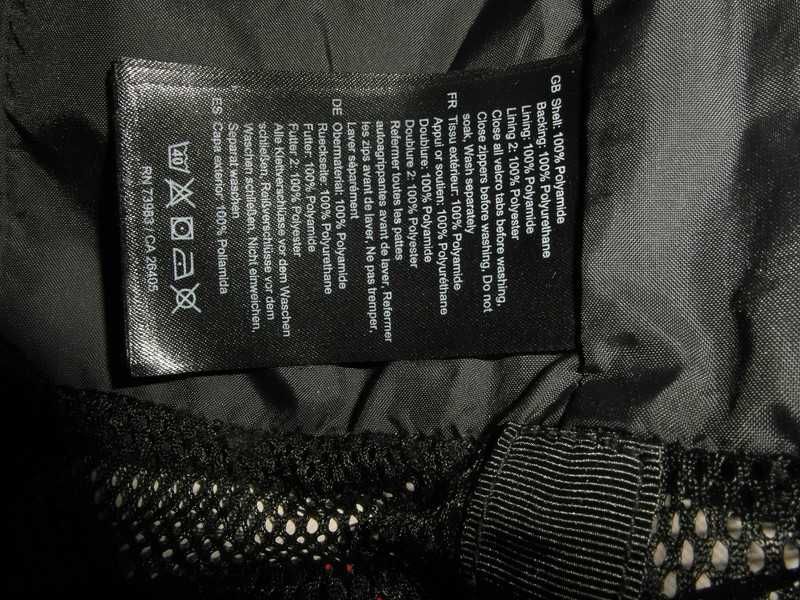 GB Shell: 100% Polyamide
Backing: 100% Polyurethane
Lining: 100% Polyamide
Lining 2: 100% Polyester
Close all velcro tabs before washing,
Close zippers before washing, Do not
soak, Wash separately
FR Tissu extérieur: 100% Polyamide
Appui or soutien: 100% Polyuréthane
Doublure: 100% Polyamide
Doublure 2: 100% Polyester
Refermer toutes les pattes
autoagrippantes avant de laver, Refermer
les zips avant de laver, Ne pas tremper,
Laver séparément
DE Obermaterial: 100% Polyamide
Rueckseite: 100% Polyurethane
Futter: 100% Polyamide
Futter 2: 100% Polyester
Alle Klettverschlüsse vor dem Waschen
schließen, Reißverschlüsse vor dem
Waschen schließen, Nicht einweichen,
Separat waschen
ES Capa exterior: 100% Poliamida
40
RN 73983 / CA 26405